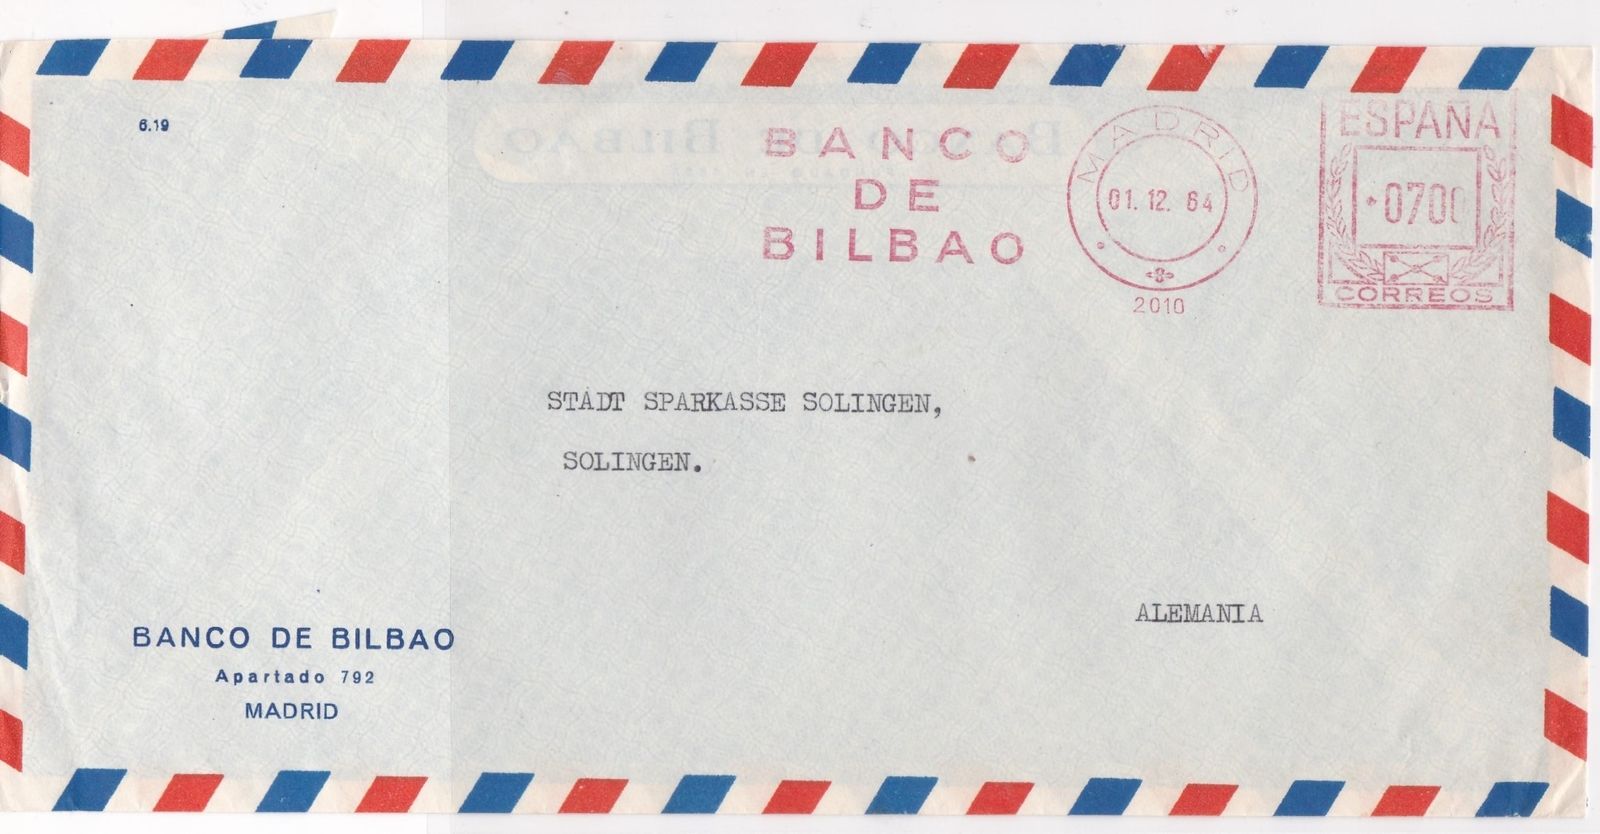 6.19
BANCO
DE
BILBAO
MADRID
01.12.64
2010
ESPAÑA
*0700
CORREOS
STADT SPARKASSE SOLINGEN,
SOLINGEN.
ALEMANIA
BANCO DE BILBAO
Apartado 792
MADRID